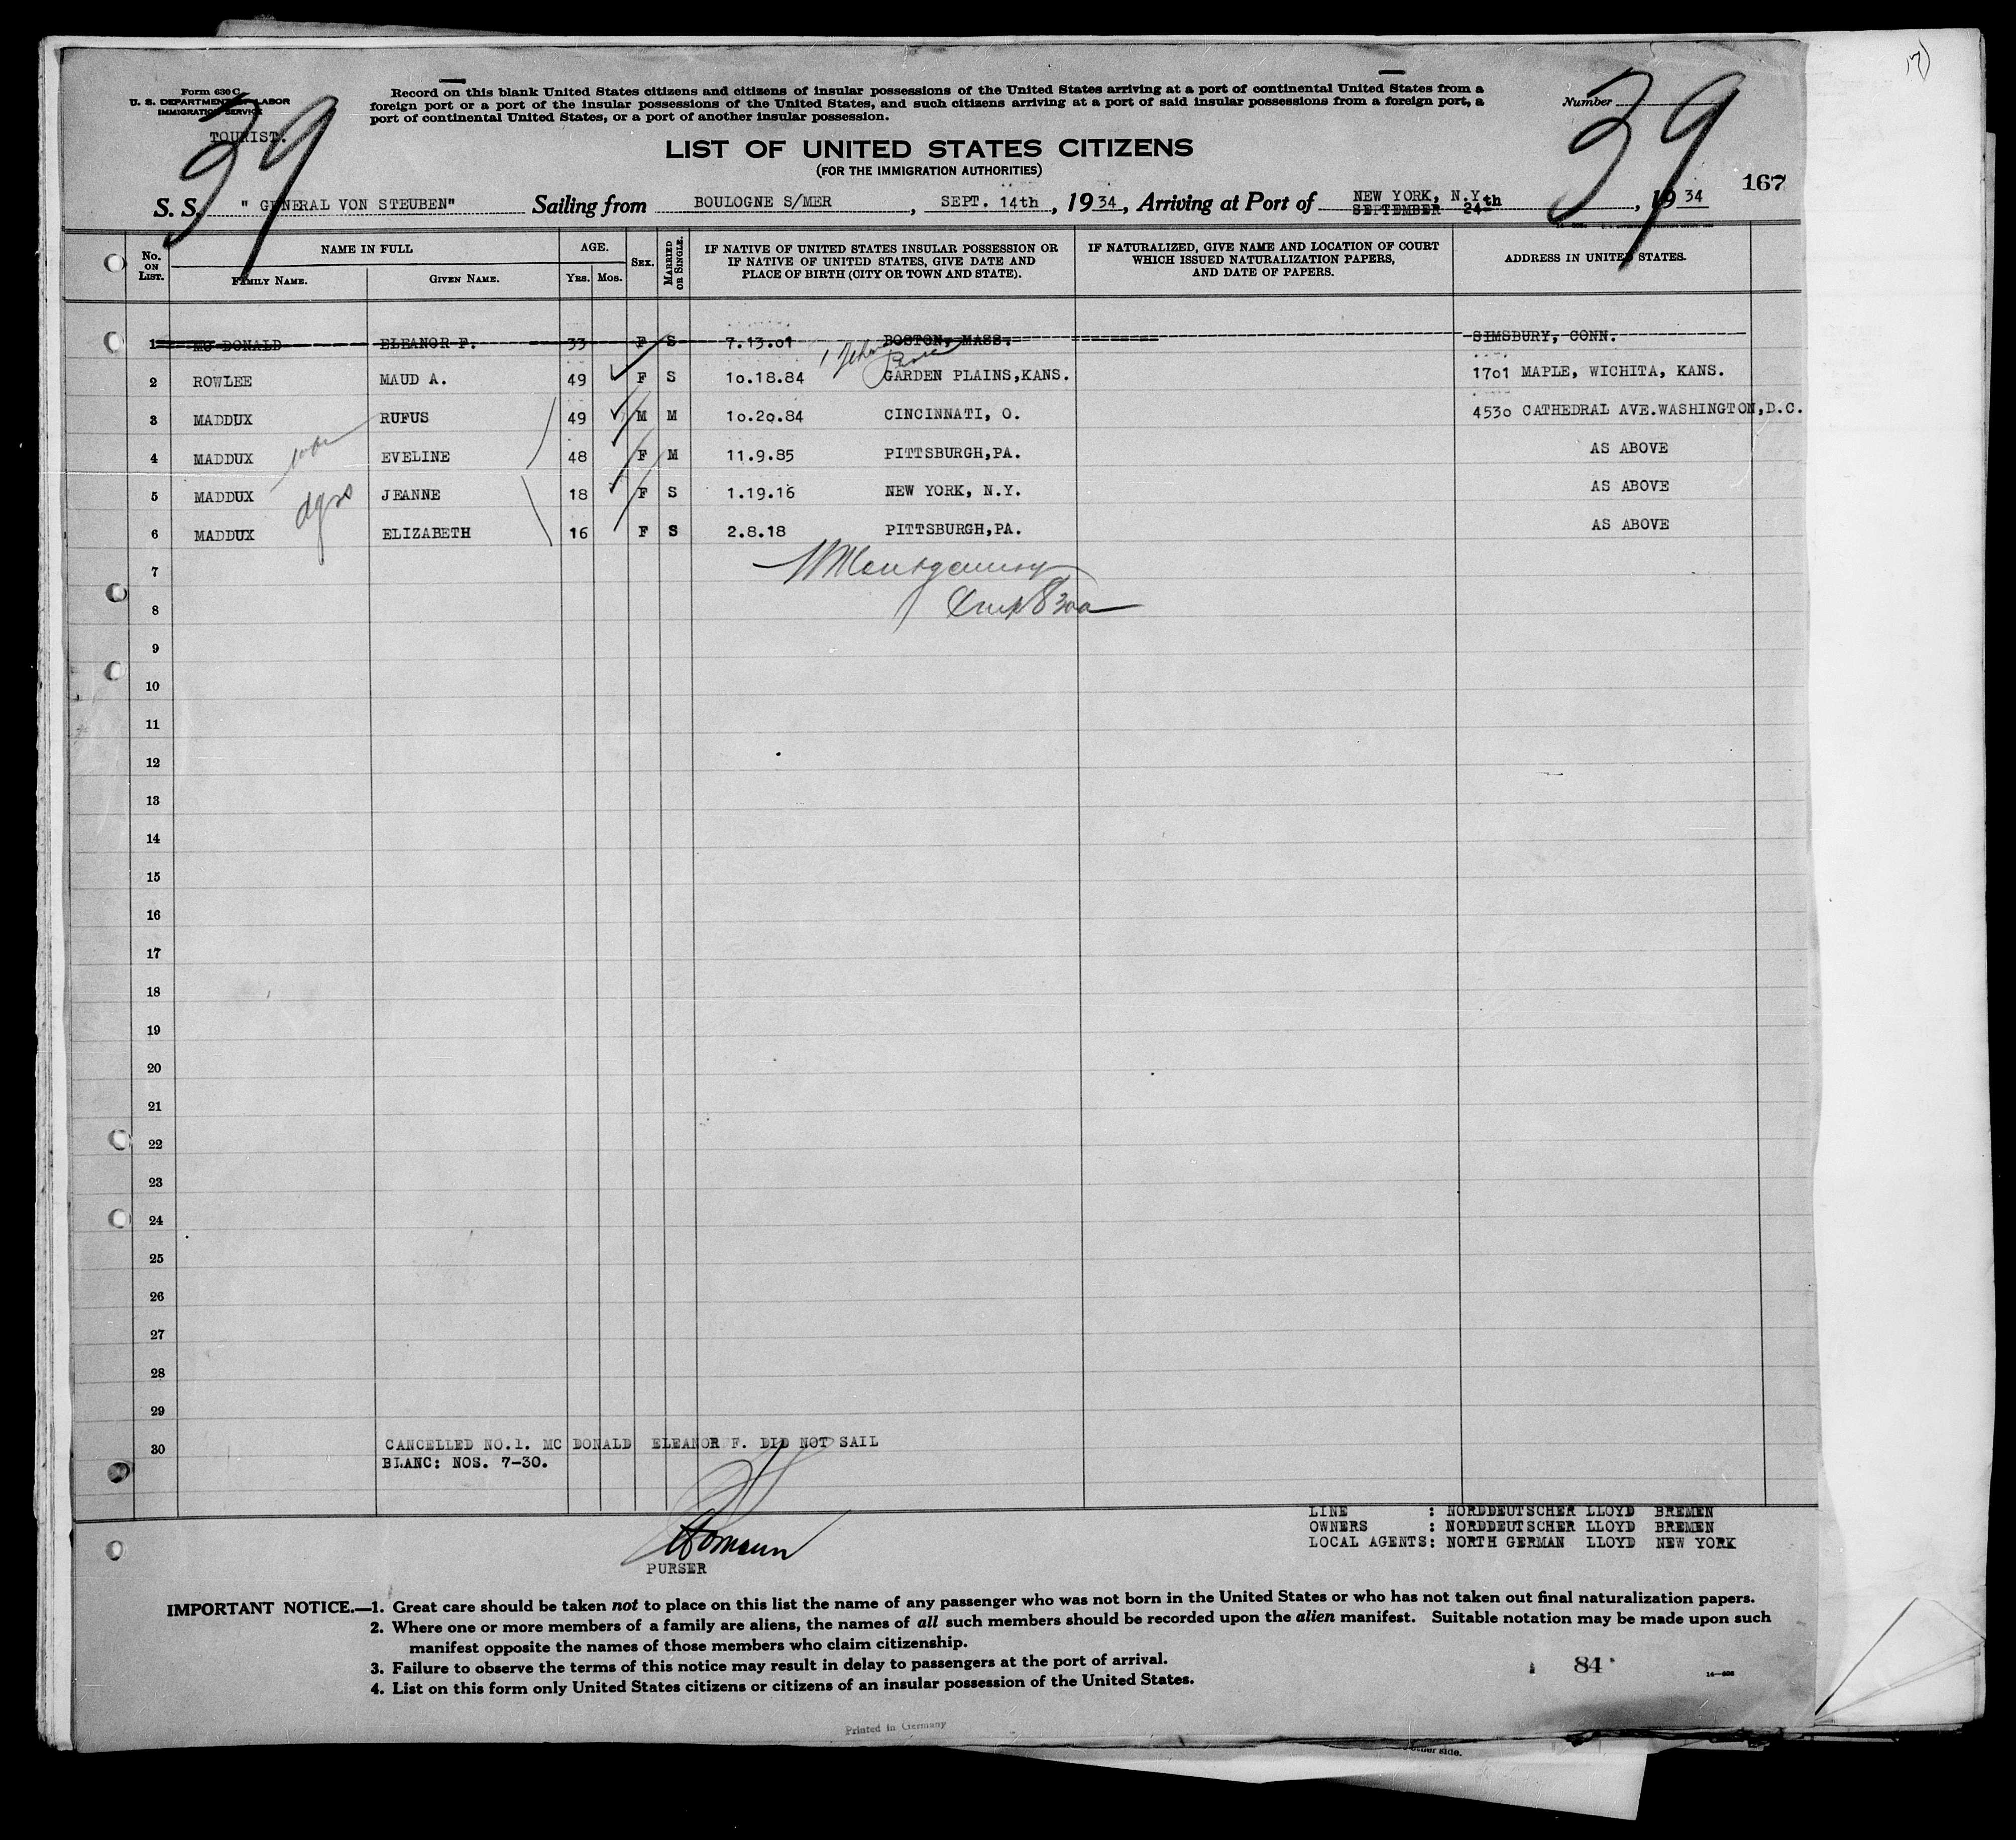 17)
Form 630 C
U. S. DEPARTMENT OF LABOR
IMMIGRATION SERVICE
TOURIST.
39
Record on this blank United States citizens and citizens of insular possessions of the United States arriving at a port of continental United States from a
foreign port or a port of the insular possessions of the United States, and such citizens arriving at a port of said insular possessions from a foreign port, a
port of continental United States, or a port of another insular possession.
Number
39
LIST OF UNITED STATES CITIZENS
(FOR THE IMMIGRATION AUTHORITIES)
167
S. S. " GENERAL VON STEUBEN" Sailing from BOULOGNE S/MER, SEPT. 14th, 1934, Arriving at Port of NEW YORK, N.Y. SEPTEMBER 24th, 1934
No. ON LIST. NAME IN FULL FAMILY NAME. GIVEN NAME. AGE. YRS. MOS. SEX. MARRIED OR SINGLE. IF NATIVE OF UNITED STATES INSULAR POSSESSION OR IF NATIVE OF UNITED STATES, GIVE DATE AND PLACE OF BIRTH (CITY OR TOWN AND STATE). IF NATURALIZED, GIVE NAME AND LOCATION OF COURT WHICH ISSUED NATURALIZATION PAPERS, AND DATE OF PAPERS. ADDRESS IN UNITED STATES.
1 MC DONALD ELEANOR F. 33 F S 7.13.01 BOSTON, MASS. SIMSBURY, CONN.
2 ROWLEE MAUD A. 49 F S 10.18.84 GARDEN PLAINS,KANS. 1701 MAPLE, WICHITA, KANS.
3 MADDUX RUFUS 49 M M 10.20.84 CINCINNATI, O. 4530 CATHEDRAL AVE.WASHINGTON,D.C.
4 MADDUX EVELINE 48 F M 11.9.85 PITTSBURGH,PA. AS ABOVE
5 MADDUX JEANNE 18 F S 1.19.16 NEW YORK, N.Y. AS ABOVE
dgrs
6 MADDUX ELIZABETH 16 F S 2.8.18 PITTSBURGH,PA. AS ABOVE
7
8
9
10
11
12
13
14
15
16
17
18
19
20
21
22
23
24
25
26
27
28
29
30
CANCELLED NO.1. MC DONALD ELEANOR F. DID NOT SAIL
BLANC: NOS. 7-30.
PURSER
LINE : NORDDEUTSCHER LLOYD BREMEN
OWNERS : NORDDEUTSCHER LLOYD BREMEN
LOCAL AGENTS: NORTH GERMAN LLOYD NEW YORK
IMPORTANT NOTICE.—1. Great care should be taken not to place on this list the name of any passenger who was not born in the United States or who has not taken out final naturalization papers.
2. Where one or more members of a family are aliens, the names of all such members should be recorded upon the alien manifest. Suitable notation may be made upon such
manifest opposite the names of those members who claim citizenship.
3. Failure to observe the terms of this notice may result in delay to passengers at the port of arrival.
4. List on this form only United States citizens or citizens of an insular possession of the United States.
84
14—606
Printed in Germany
other side.